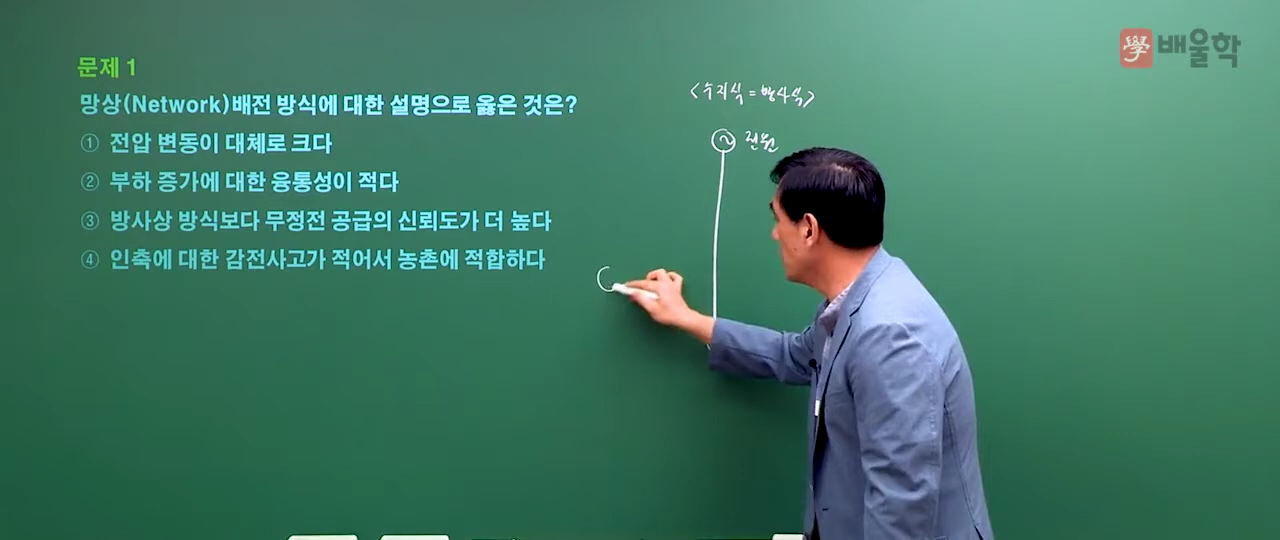 學 배울학
문제 1
망상(Network)배전 방식에 대한 설명으로 옳은 것은?
① 전압 변동이 대체로 크다
② 부하 증가에 대한 융통성이 적다
③ 방사상 방식보다 무정전 공급의 신뢰도가 더 높다
④ 인축에 대한 감전사고가 적어서 농촌에 적합하다
<수지식 = 방사식>
~ 전원